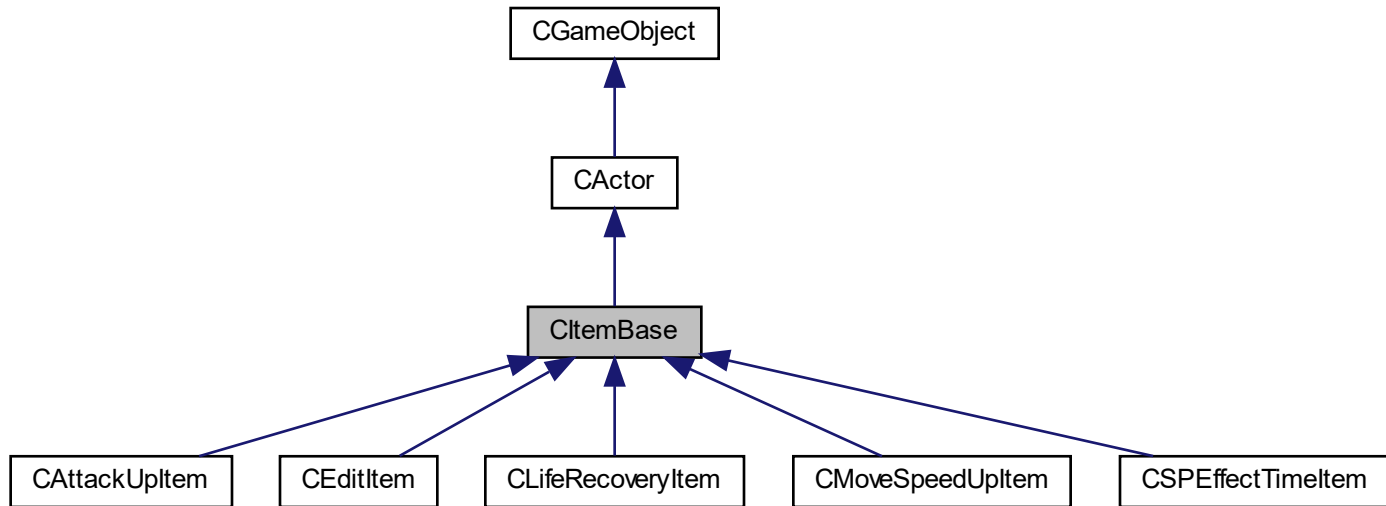 CGameObject
CActor
CItemBase
CAttackUpItem
CEditItem
CLifeRecoveryItem
CMoveSpeedUpItem
CSPEffectTimeItem